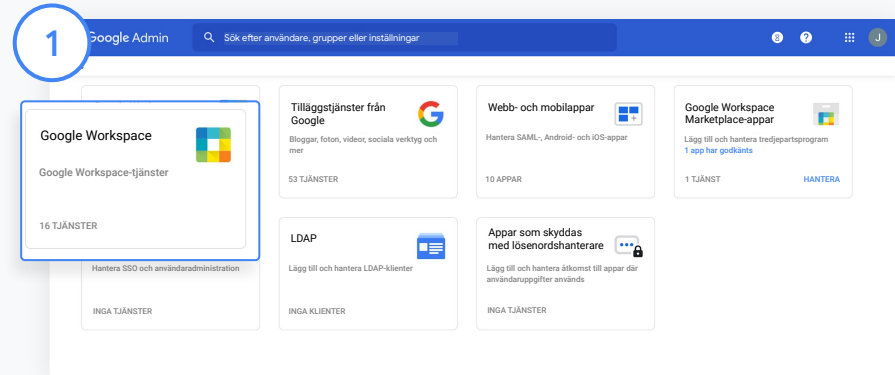 1
Google Admin
Sök efter användare, grupper eller inställningar
J
Google Workspace
Google Workspace-tjänster
16 TJÄNSTER
Tilläggstjänster från
Google
Bloggar, foton, videor, sociala verktyg och
mer
53 TJÄNSTER
Webb- och mobilappar
Hantera SAML-, Android- och iOS-appar
10 APPAR
Google Workspace
Marketplace-appar
Lägg till och hantera tredjepartsprogram
1 app har godkänts
1 TJÄNST
HANTERA
Hantera SSO och användaradministration
INGA TJÄNSTER
LDAP
Lägg till och hantera LDAP-klienter
INGA KLIENTER
Appar som skyddas
med lösenordshanterare
Lägg till och hantera åtkomst till appar där
användaruppgifter används
INGA TJÄNSTER